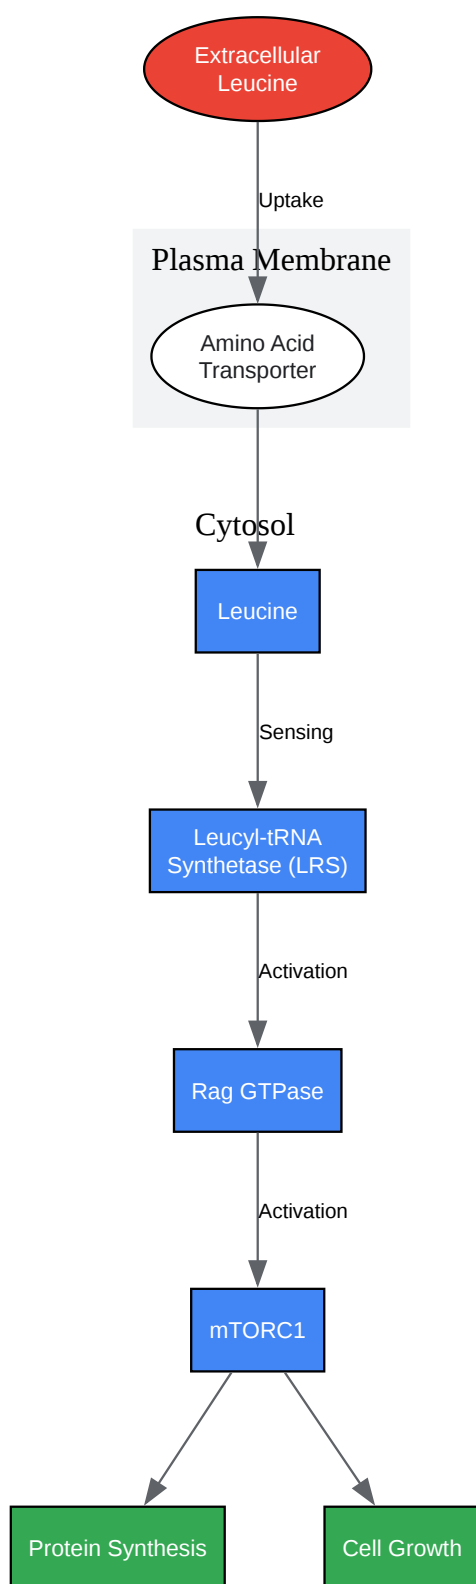 Extracellular
Leucine
Uptake
Plasma Membrane
Amino Acid
Transporter
Cytosol
Leucine
Sensing
Leucyl-tRNA
Synthetase (LRS)
Activation
Rag GTPase
Activation
mTORC1
Protein Synthesis
Cell Growth